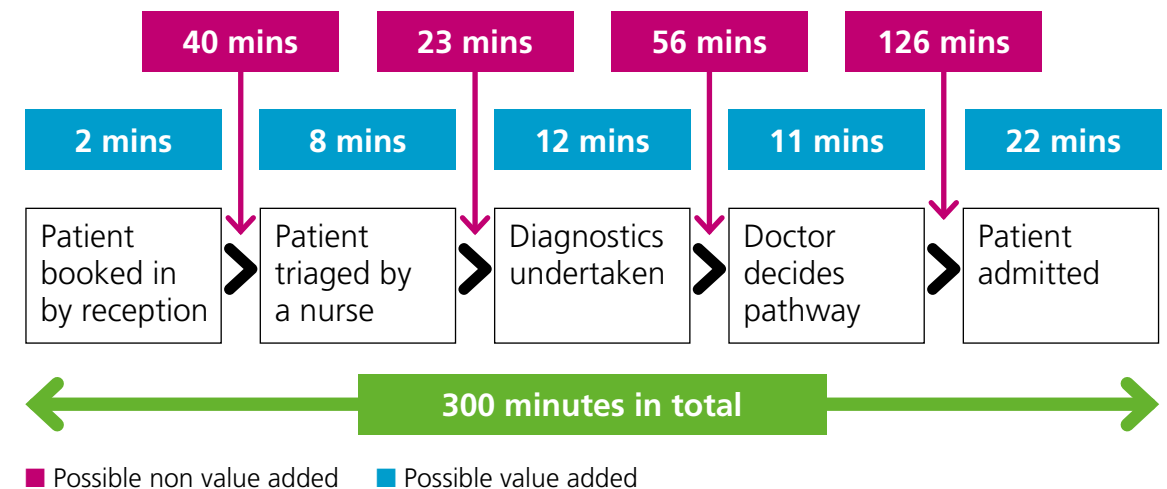 40 mins
23 mins
56 mins
126 mins
2 mins
8 mins
12 mins
11 mins
22 mins
Patient
booked in
by reception
Patient
triaged by
a nurse
Diagnostics
undertaken
Doctor
decides
pathway
Patient
admitted
300 minutes in total
Possible non value added
Possible value added